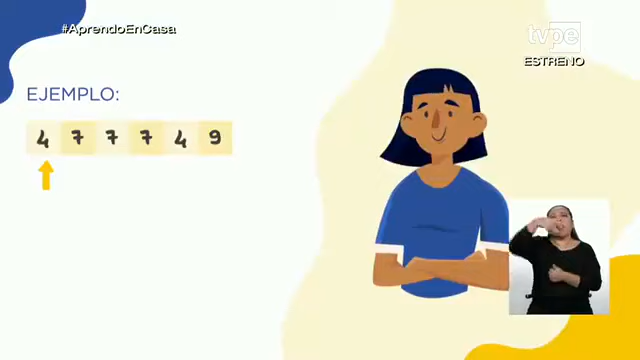 #AprendoEnCasa
tvpe
ESTRENO
EJEMPLO:
4 7 7 7 4 9